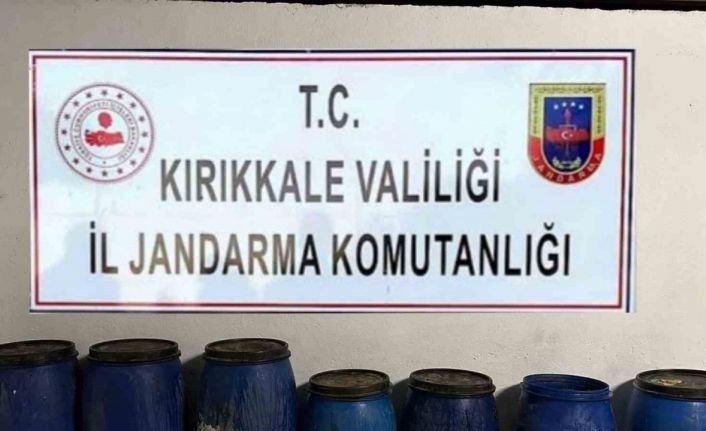 T.C.
KIRIKKALE VALİLİĞİ
İL JANDARMA KOMUTANLIĞI
JANDARMA